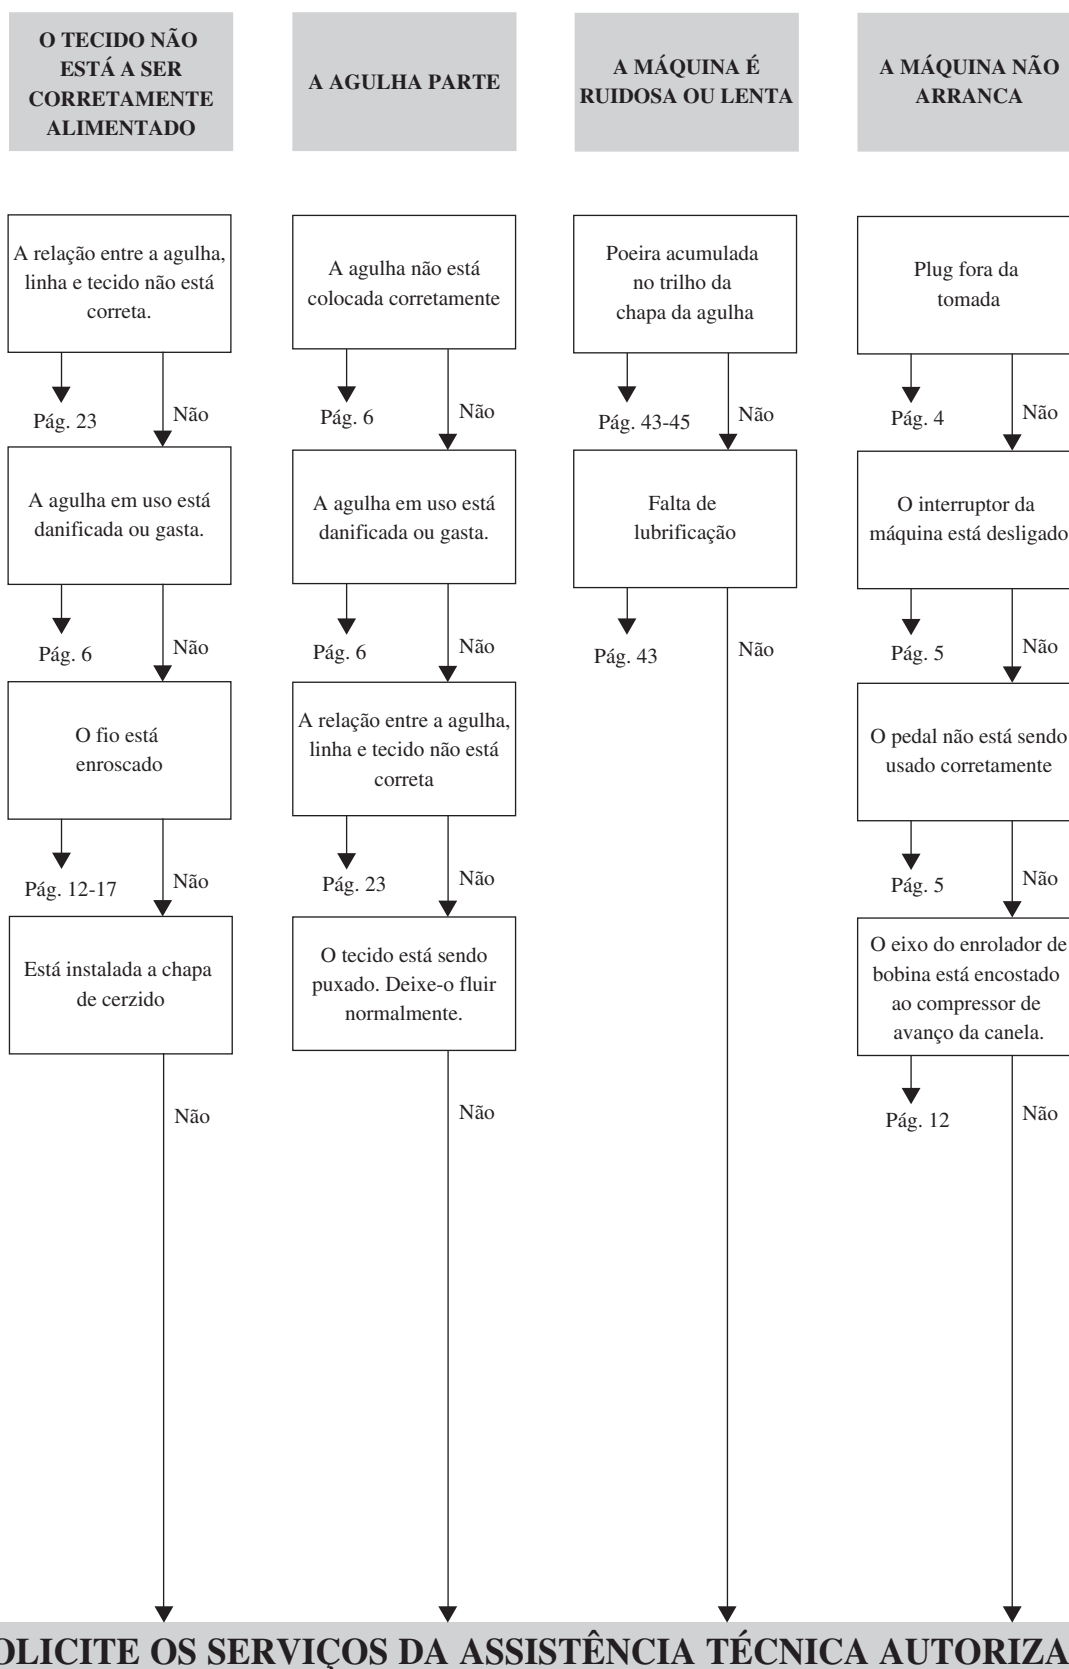 O TECIDO NÃO
ESTÁ A SER
CORRETAMENTE
ALIMENTADO
A relação entre a agulha,
linha e tecido não está
correta.
Pág. 23
Não
A agulha em uso está
danificada ou gasta.
Pág. 6
Não
O fio está
enroscado
Pág. 12-17
Não
Está instalada a chapa
de cerzido
Não
A AGULHA PARTE
A agulha não está
colocada corretamente
Pág. 6
Não
A agulha em uso está
danificada ou gasta.
Pág. 6
Não
A relação entre a agulha,
linha e tecido não está
correta
Pág. 23
Não
O tecido está sendo
puxado. Deixe-o fluir
normalmente.
Não
A MÁQUINA É
RUIDOSA OU LENTA
Poeira acumulada
no trilho da
chapa da agulha
Pág. 43-45
Não
Falta de
lubrificação
Pág. 43
Não
A MÁQUINA NÃO
ARRANCA
Plug fora da
tomada
Pág. 4
Não
O interruptor da
máquina está desligado
Pág. 5
Não
O pedal não está sendo
usado corretamente
Pág. 5
Não
O eixo do enrolador de
bobina está encostado
ao compressor de
avanço da canela.
Pág. 12
Não
OLICITE OS SERVIÇOS DA ASSISTÊNCIA TÉCNICA AUTORIZA